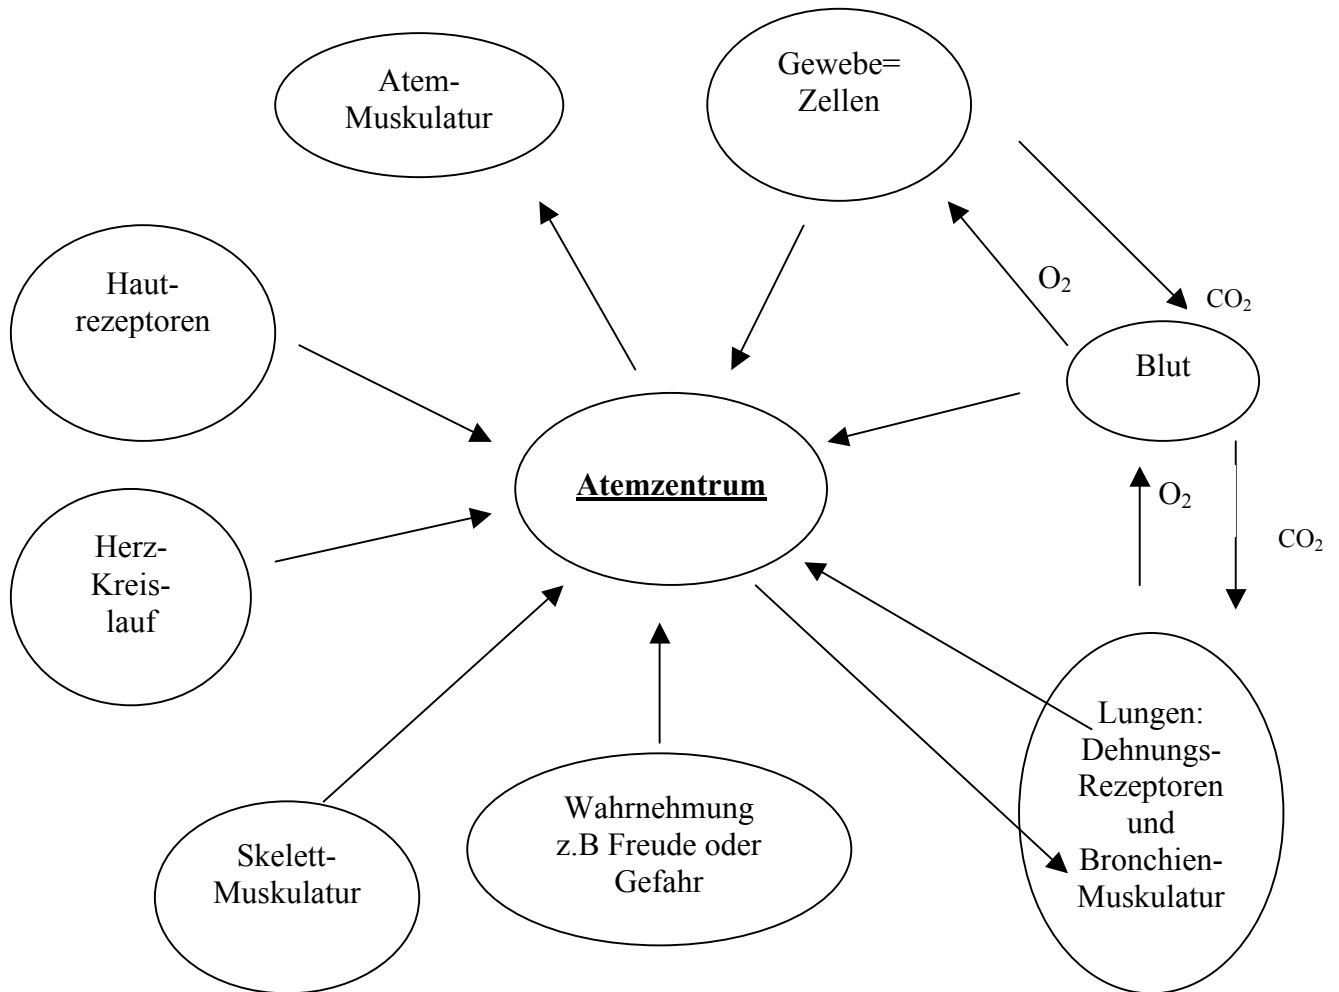 Atem-
Muskulatur
Gewebe=
Zellen
Haut-
rezeptoren
O₂
CO₂
Blut
Atemzentrum
O₂
CO₂
Herz-
Kreis-
lauf
Lungen:
Dehnungs-
Rezeptoren
und
Bronchien-
Muskulatur
Wahrnehmung
z.B Freude oder
Gefahr
Skelett-
Muskulatur